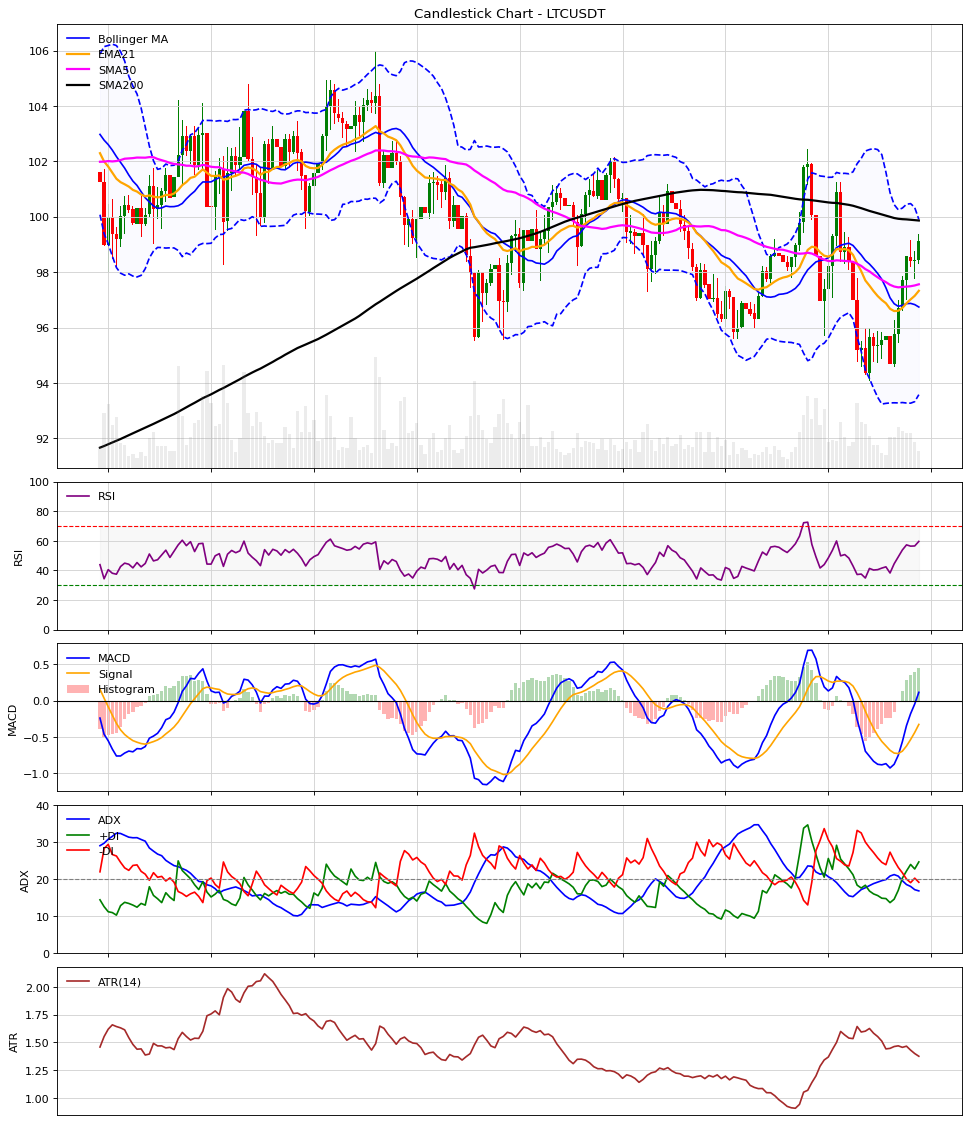 Candlestick Chart - LTCUSDT
Bollinger MA
EMA21
SMA50
SMA200
106
104
102
100
98
96
94
92
RSI
RSI
100
80
60
40
20
0
MACD
Signal
Histogram
MACD
0.5
0.0
−0.5
−1.0
ADX
+DI
-DI
ADX
40
30
20
10
0
ATR(14)
ATR
2.00
1.75
1.50
1.25
1.00